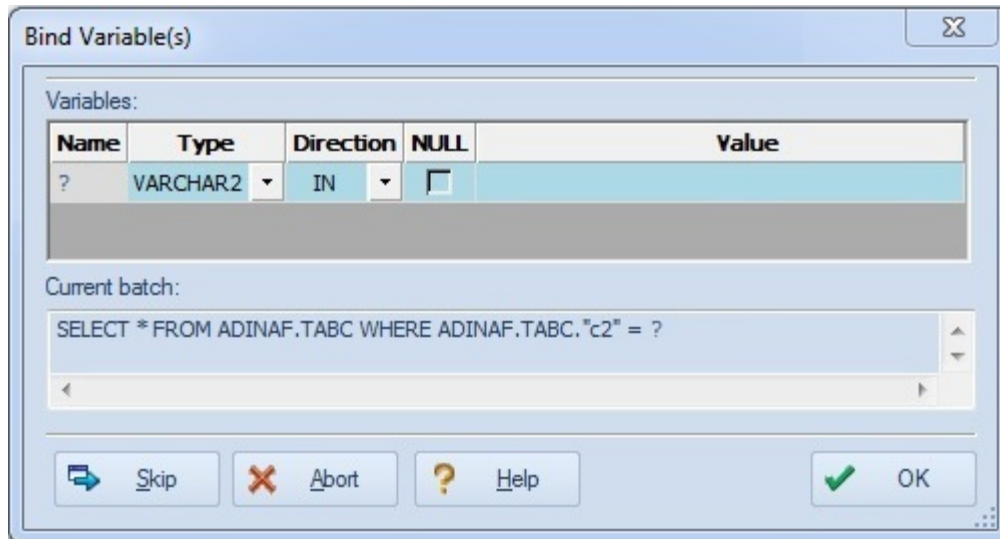 Bind Variable(s)
Variables:
Name Type Direction NULL Value
? VARCHAR2 IN
Current batch:
SELECT * FROM ADINAF.TABC WHERE ADINAF.TABC."c2" = ?
Skip Abort ? Help OK